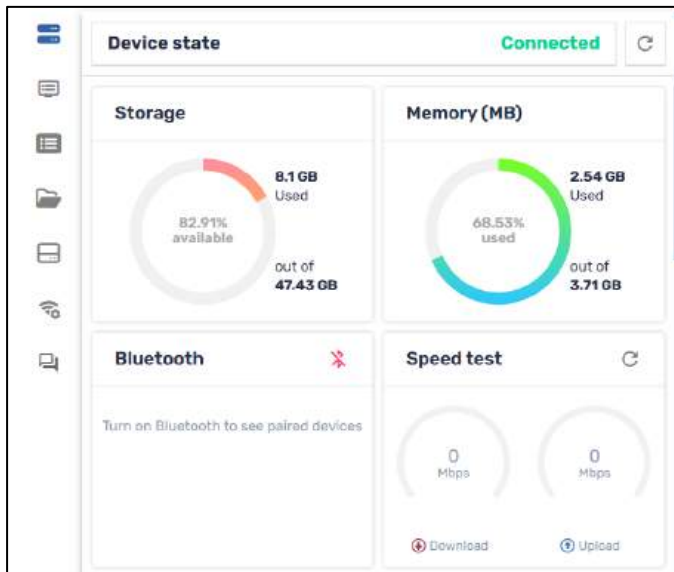 Device state
Connected
Storage
8.1 GB
Used
82.91%
available
out of
47.43 GB
Memory (MB)
2.54 GB
Used
68.53%
used
out of
3.71 GB
Bluetooth
Turn on Bluetooth to see paired devices
Speed test
0
Mbps
0
Mbps
Download
Upload